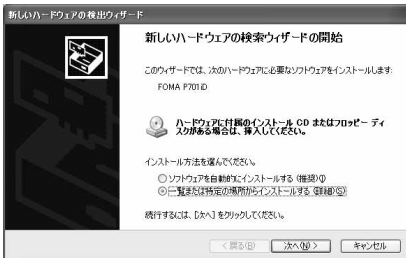 新しいハードウェアの検出ウィザード
新しいハードウェアの検索ウィザードの開始
このウィザードでは、次のハードウェアに必要なソフトウェアをインストールします:
FOMA P701iD
ハードウェアに付属のインストール CD またはフロッピー ディ
スクがある場合は、挿入してください。
インストール方法を選んでください。
ソフトウェアを自動的にインストールする (推奨)(I)
一覧または特定の場所からインストールする (詳細)(S)
続行するには、[次へ] をクリックしてください。
< 戻る(B) 次へ(N) > キャンセル